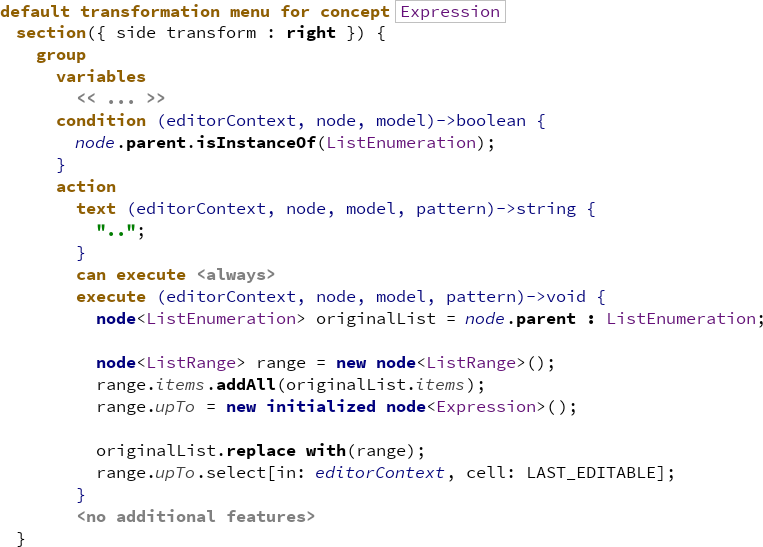 default transformation menu for concept Expression
section({ side transform : right }) {
group
variables
<< ... >>
condition (editorContext, node, model)->boolean {
node.parent.isInstanceOf(ListEnumeration);
}
action
text (editorContext, node, model, pattern)->string {
"..";
}
can execute <always>
execute (editorContext, node, model, pattern)->void {
node<ListEnumeration> originalList = node.parent : ListEnumeration;
node<ListRange> range = new node<ListRange>();
range.items.addAll(originalList.items);
range.upTo = new initialized node<Expression>();
originalList.replace with(range);
range.upTo.select[in: editorContext, cell: LAST_EDITABLE];
}
<no additional features>
}